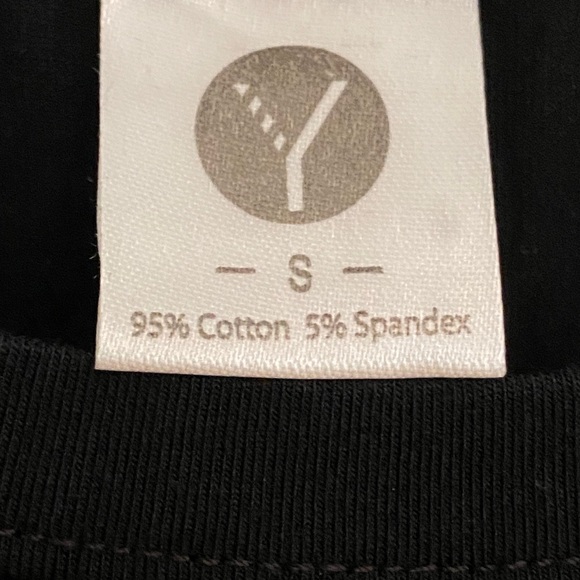 Y
— S —
95% Cotton 5% Spandex